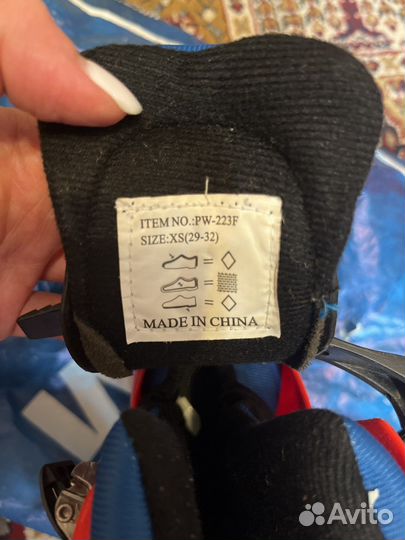 ITEM NO.:PW-223F
SIZE:XS(29-32)
=
=
=
MADE IN CHINA
Avito